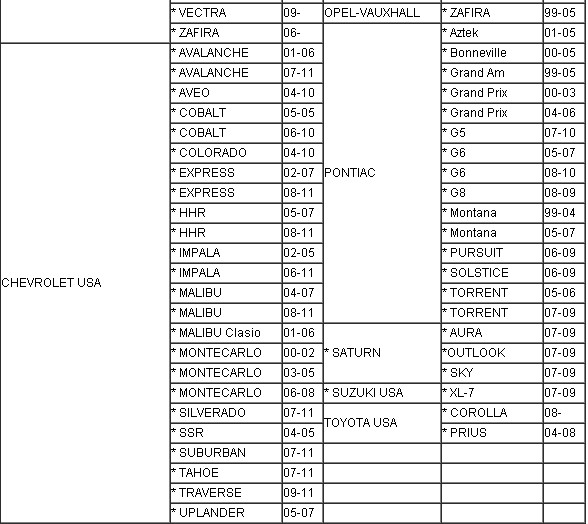 * VECTRA 09- OPEL-VAUXHALL * ZAFIRA 99-05
* ZAFIRA 06- * Aztek 01-05
* AVALANCHE 01-06 * Bonneville 00-05
* AVALANCHE 07-11 * Grand Am 99-05
* AVEO 04-10 * Grand Prix 00-03
* COBALT 05-05 * Grand Prix 04-06
* COBALT 06-10 * G5 07-10
* COLORADO 04-10 * G6 05-07
* EXPRESS 02-07 PONTIAC * G6 08-10
* EXPRESS 08-11 * G8 08-09
* HHR 05-07 * Montana 99-04
* HHR 08-11 * Montana 05-07
* IMPALA 02-05 * PURSUIT 06-09
* IMPALA 06-11 * SOLSTICE 06-09
CHEVROLET USA
* MALIBU 04-07 * TORRENT 05-06
* MALIBU 08-11 * TORRENT 07-09
* MALIBU Clasio 01-06 * AURA 07-09
* MONTECARLO 00-02 * SATURN *OUTLOOK 07-09
* MONTECARLO 03-05 * SKY 07-09
* MONTECARLO 06-08 * SUZUKI USA * XL-7 07-09
* SILVERADO 07-11 * COROLLA 08-
TOYOTA USA
* SSR 04-05 * PRIUS 04-08
* SUBURBAN 07-11
* TAHOE 07-11
* TRAVERSE 09-11
* UPLANDER 05-07